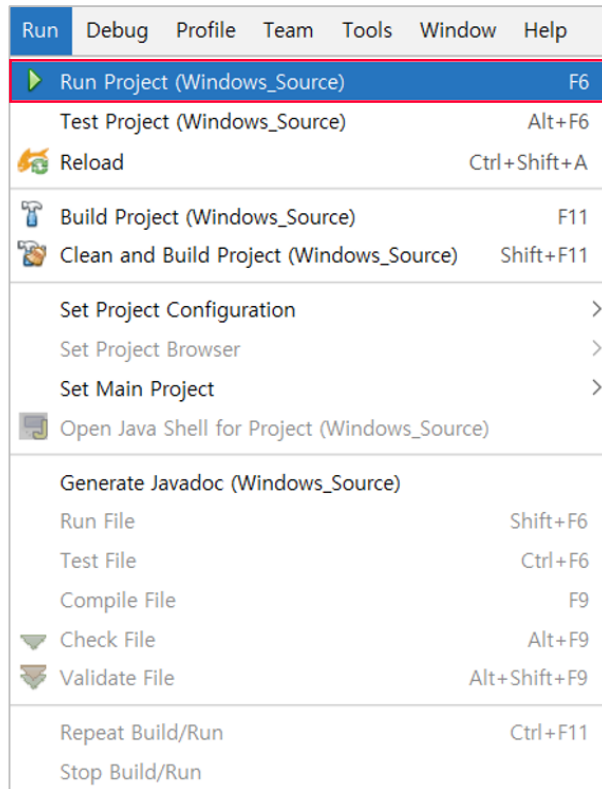 Run Debug Profile Team Tools Window Help
Run Project (Windows_Source) F6
Test Project (Windows_Source) Alt+F6
Reload Ctrl+Shift+A
Build Project (Windows_Source) F11
Clean and Build Project (Windows_Source) Shift+F11
Set Project Configuration
Set Project Browser
Set Main Project
Open Java Shell for Project (Windows_Source)
Generate Javadoc (Windows_Source)
Run File Shift+F6
Test File Ctrl+F6
Compile File F9
Check File Alt+F9
Validate File Alt+Shift+F9
Repeat Build/Run Ctrl+F11
Stop Build/Run